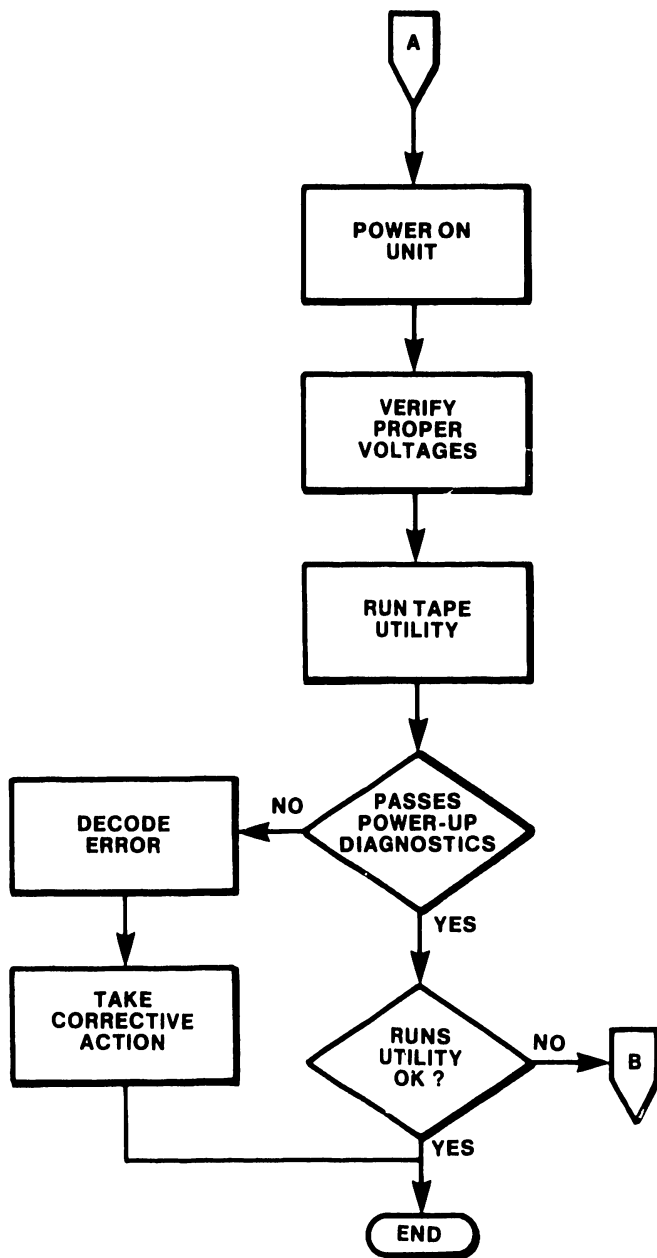 A
POWER ON
UNIT
VERIFY
PROPER
VOLTAGES
RUN TAPE
UTILITY
PASSES
POWER-UP
DIAGNOSTICS
NO
DECODE
ERROR
YES
TAKE
CORRECTIVE
ACTION
RUNS
UTILITY
OK ?
NO
B
YES
END